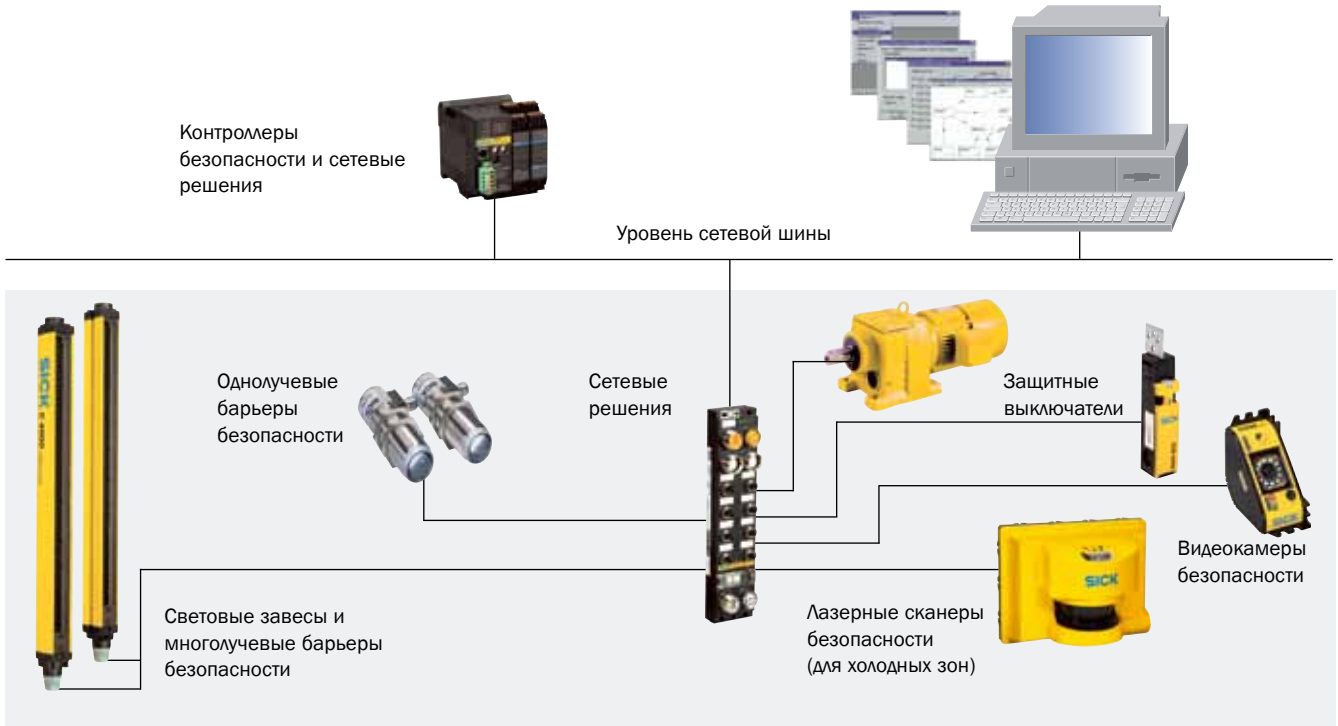 Контроллеры
безопасности и сетевые
решения
Уровень сетевой шины
Однолучевые
барьеры
безопасности
Сетевые
решения
Защитные
выключатели
SICK
SICK
SICK
Видеокамеры
безопасности
Световые завесы и
многолучевые барьеры
безопасности
Лазерные сканеры
безопасности
(для холодных зон)